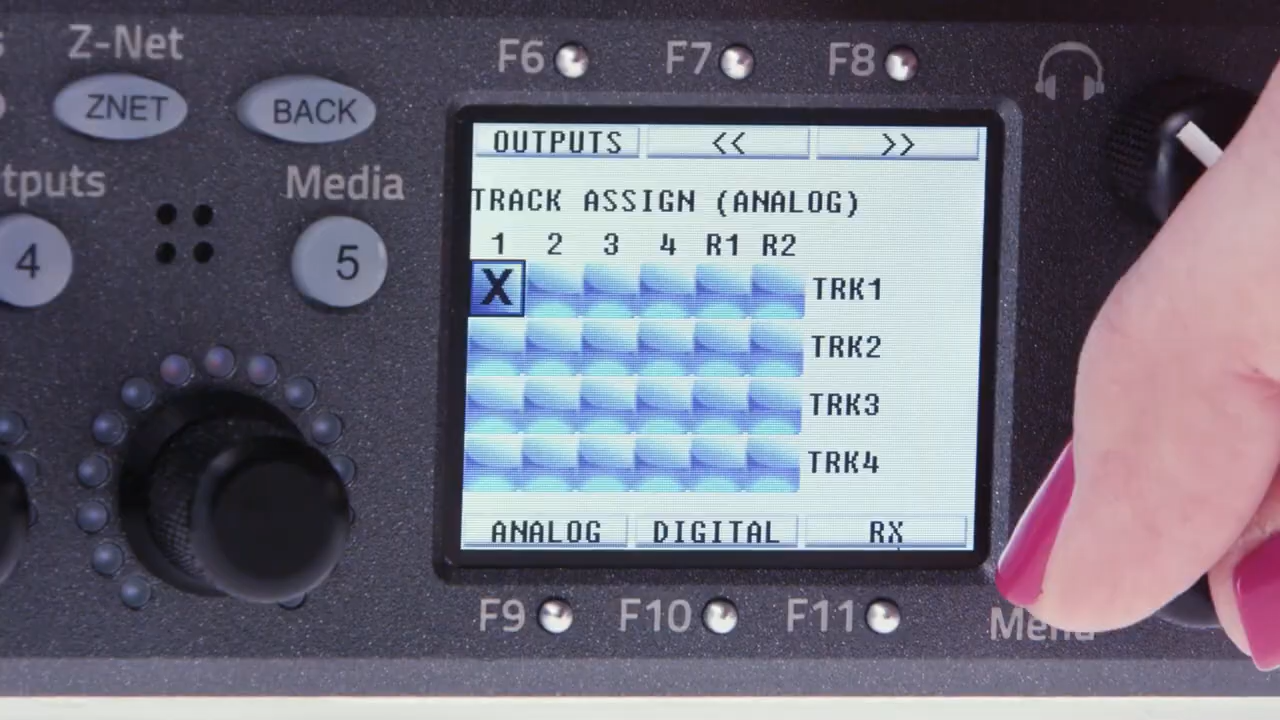 Z-Net
F6 F7 F8
ZNET BACK
OUTPUTS << >>
tputs Media
TRACK ASSIGN (ANALOG)
1 2 3 4 R1 R2
4 5
X TRK1
TRK2
TRK3
TRK4
ANALOG DIGITAL RX
F9 F10 F11
Menu